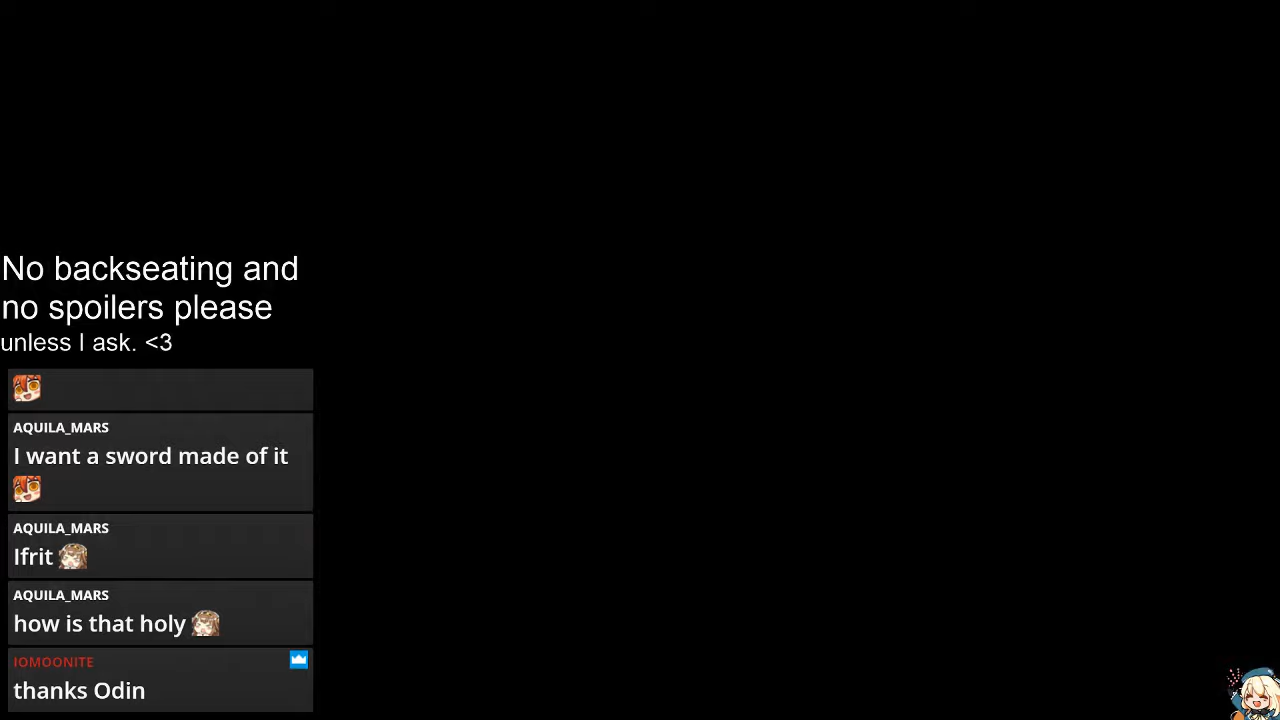 No backseating and
no spoilers please
unless I ask. <3
AQUILA_MARS
I want a sword made of it
AQUILA_MARS
Ifrit
AQUILA_MARS
how is that holy
IOMOONITE
thanks Odin